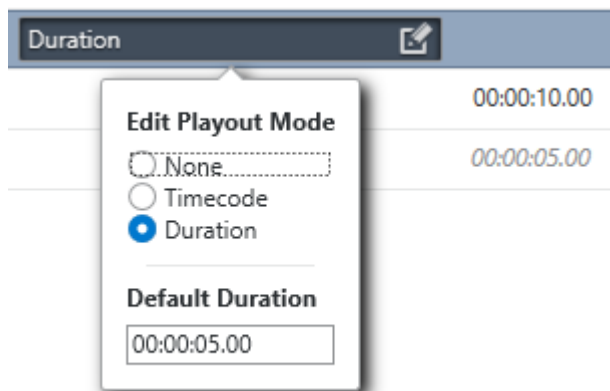 Duration
00:00:10.00
Edit Playout Mode
00:00:05.00
None
Timecode
Duration
Default Duration
00:00:05.00